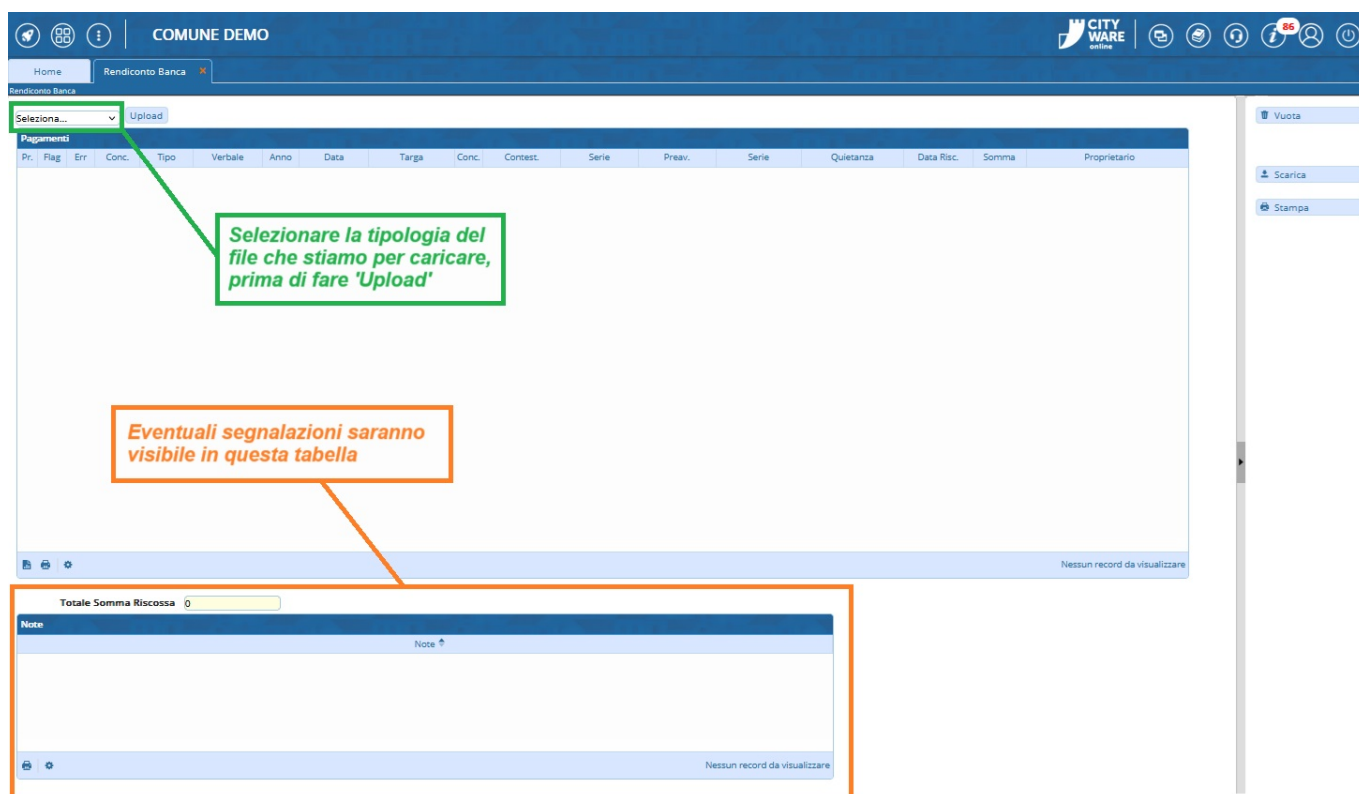 COMUNE DEMO
CITY
WARE
online
86
Home
Rendiconto Banca
Rendiconto Banca
Seleziona...
Upload
Vuota
Pagamenti
Pr. Flag Err Conc. Tipo Verbale Anno Data Targa Conc. Contest. Serie Preav. Serie Quietanza Data Risc. Somma Proprietario
Scarica
Stampa
Selezionare la tipologia del
file che stiamo per caricare,
prima di fare 'Upload'
Eventuali segnalazioni saranno
visibile in questa tabella
Nessun record da visualizzare
Totale Somma Riscossa 0
Note
Note
Nessun record da visualizzare